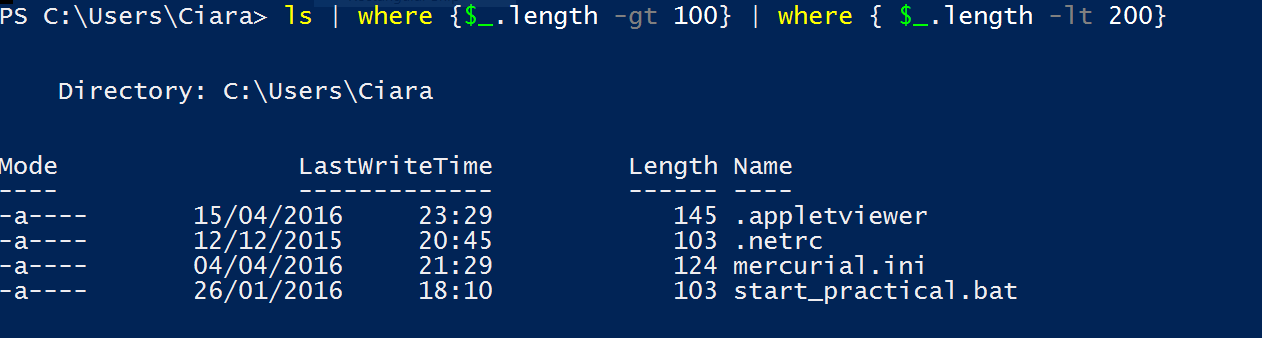 PS C:\Users\Ciara> ls | where {$_.length -gt 100} | where { $_.length -lt 200}
Directory: C:\Users\Ciara
Mode LastWriteTime Length Name
---- ------------- ------ ----
-a---- 15/04/2016 23:29 145 .appletviewer
-a---- 12/12/2015 20:45 103 .netrc
-a---- 04/04/2016 21:29 124 mercurial.ini
-a---- 26/01/2016 18:10 103 start_practical.bat